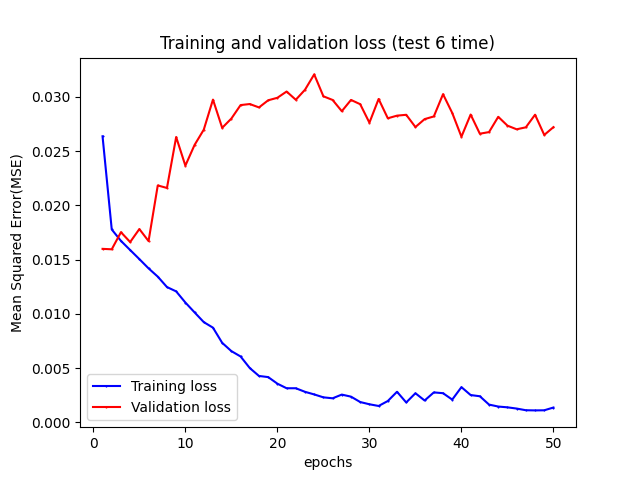 Training and validation loss (test 6 time)
Mean Squared Error(MSE)
0.030
0.025
0.020
0.015
0.010
0.005
0.000
Training loss
Validation loss
0 10 20 30 40 50
epochs